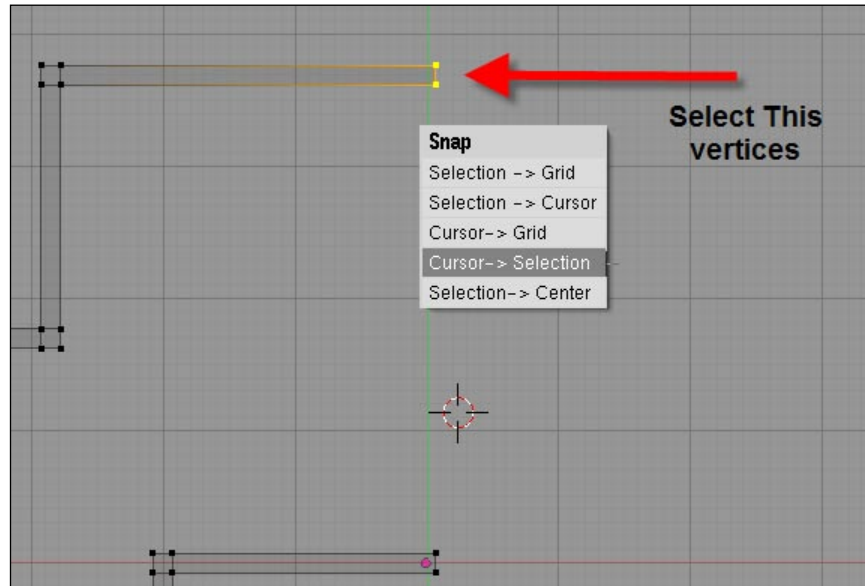 Select This
vertices
Snap
Selection -> Grid
Selection -> Cursor
Cursor-> Grid
Cursor-> Selection
Selection-> Center